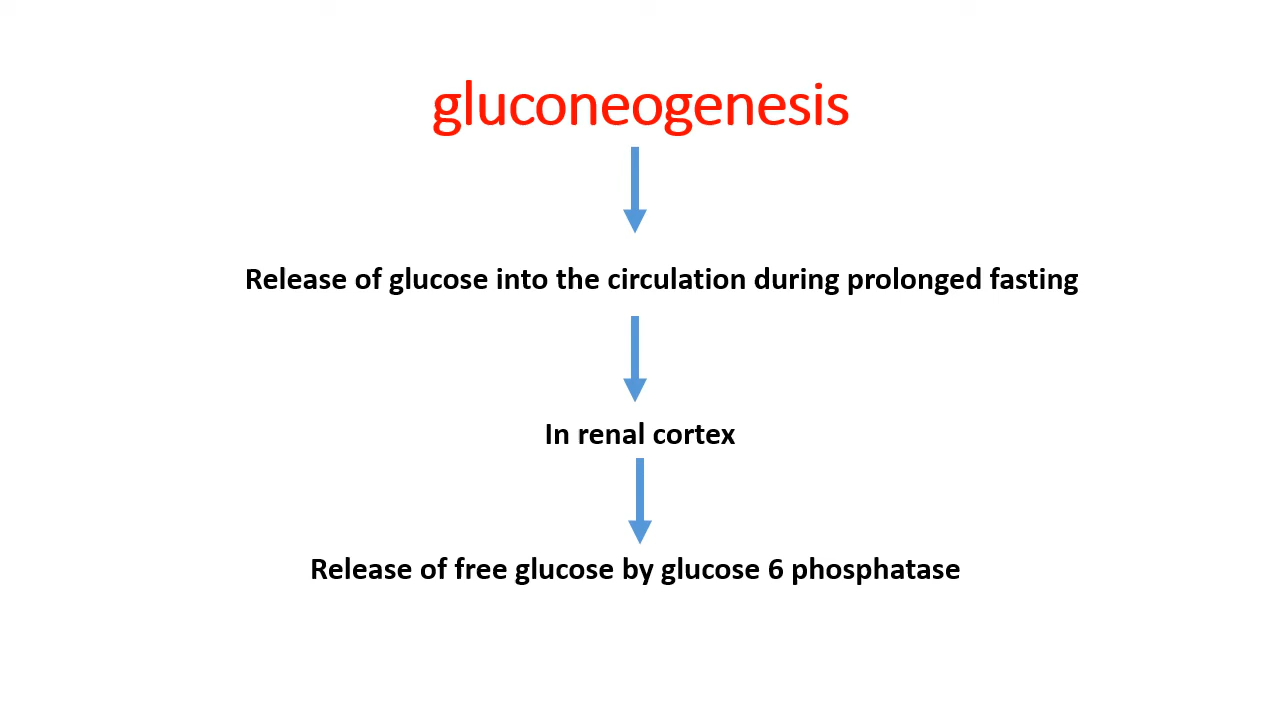 gluconeogenesis
Release of glucose into the circulation during prolonged fasting
In renal cortex
Release of free glucose by glucose 6 phosphatase